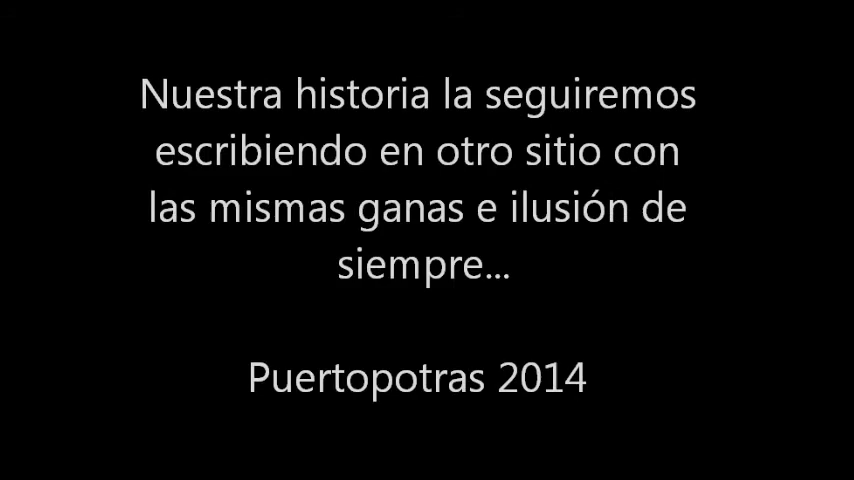 Nuestra historia la seguiremos
escribiendo en otro sitio con
las mismas ganas e ilusión de
siempre...
Puertopotras 2014